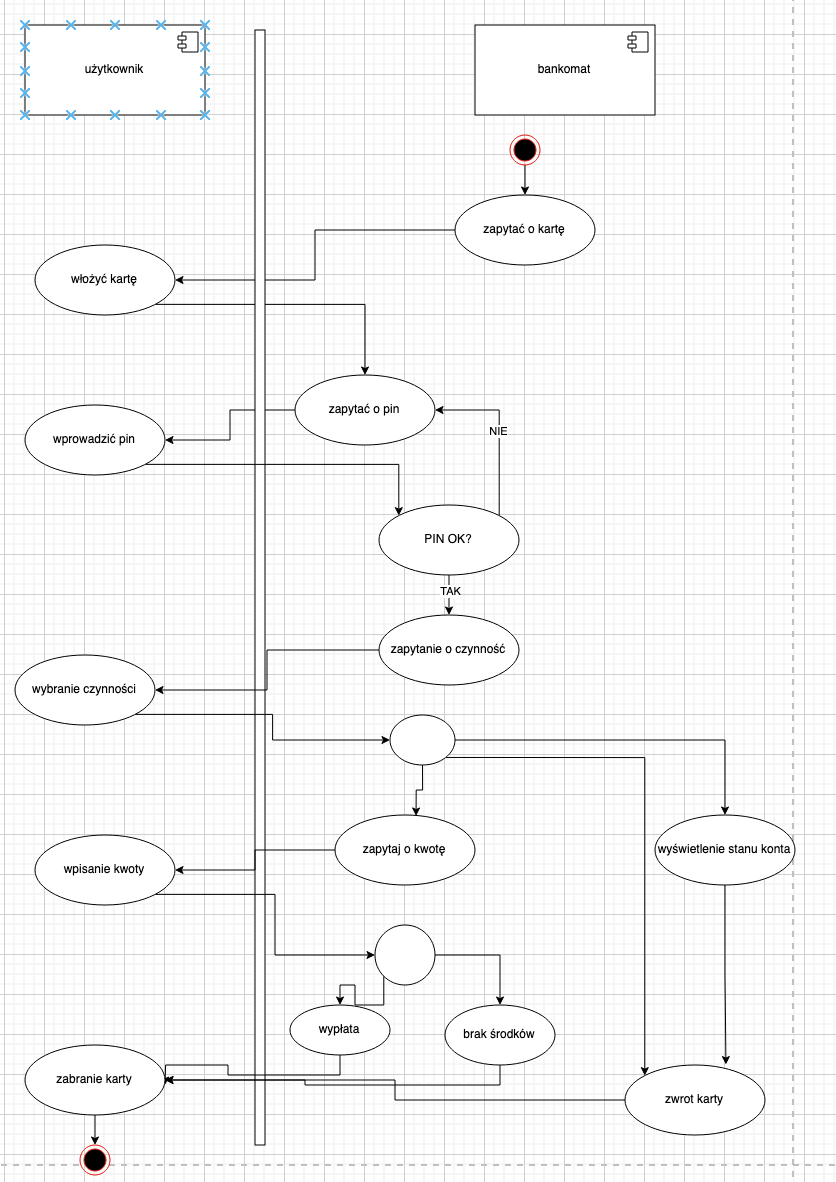 użytkownik
bankomat
zapytać o kartę
włożyć kartę
zapytać o pin
NIE
wprowadzić pin
PIN OK?
TAK
zapytanie o czynność
wybranie czynności
zapytaj o kwotę
wyświetlenie stanu konta
wpisanie kwoty
wypłata
brak środków
zabranie karty
zwrot karty